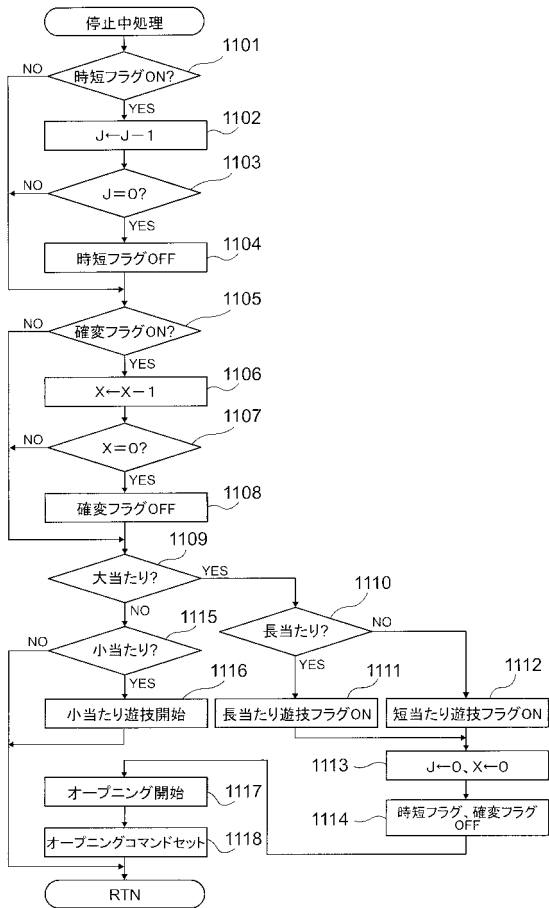 停止中処理
1101
時短フラグON?
NO
YES
1102
J←J−1
1103
J=0?
NO
YES
1104
時短フラグOFF
1105
確変フラグON?
NO
YES
1106
X←X−1
1107
X=0?
NO
YES
1108
確変フラグOFF
1109
大当たり?
YES
NO
1110
長当たり?
NO
YES
1115
小当たり?
NO
YES
1116
小当たり遊技開始
1111
長当たり遊技フラグON
1112
短当たり遊技フラグON
1113
J←0、X←0
1114
時短フラグ、確変フラグ
OFF
オープニング開始
1117
オープニングコマンドセット
1118
RTN